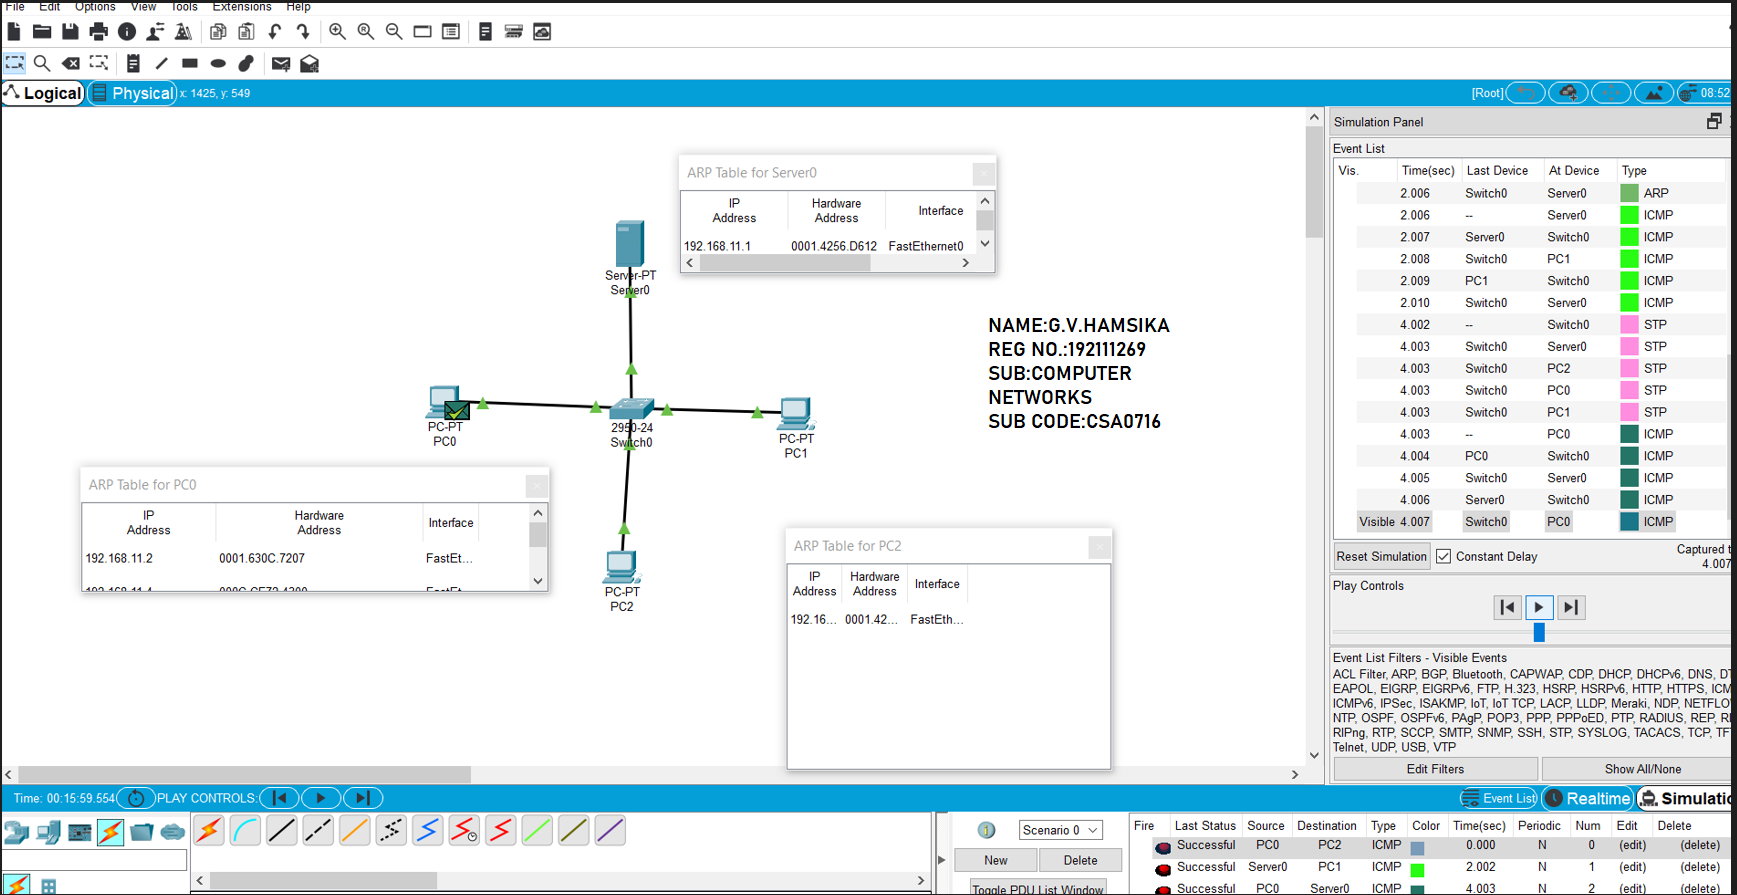 File Edit Options View Tools Extensions Help
Logical Physical x: 1425, y: 549 [Root] 08:52
ARP Table for Server0
IP Address Hardware Address Interface
192.168.11.1 0001.4256.D612 FastEthernet0
Server-PT
Server0
NAME:G.V.HAMSIKA
REG NO.:192111269
SUB:COMPUTER
NETWORKS
SUB CODE:CSA0716
PC-PT
PC0
2950-24
Switch0
PC-PT
PC1
ARP Table for PC0
IP Address Hardware Address Interface
192.168.11.2 0001.630C.7207 FastEt...
PC-PT
PC2
ARP Table for PC2
IP Address Hardware Address Interface
192.16... 0001.42... FastEth...
Simulation Panel
Event List
Vis. Time(sec) Last Device At Device Type
2.006 Switch0 Server0 ARP
2.006 -- Server0 ICMP
2.007 Server0 Switch0 ICMP
2.008 Switch0 PC1 ICMP
2.009 PC1 Switch0 ICMP
2.010 Switch0 Server0 ICMP
4.002 -- Switch0 STP
4.003 Switch0 Server0 STP
4.003 Switch0 PC2 STP
4.003 Switch0 PC0 STP
4.003 Switch0 PC1 STP
4.003 -- PC0 ICMP
4.004 PC0 Switch0 ICMP
4.005 Switch0 Server0 ICMP
4.006 Server0 Switch0 ICMP
Visible 4.007 Switch0 PC0 ICMP
Reset Simulation Constant Delay Captured t
4.007
Play Controls
Event List Filters - Visible Events
ACL Filter, ARP, BGP, Bluetooth, CAPWAP, CDP, DHCP, DHCPv6, DNS, DT
EAPOL, EIGRP, EIGRPv6, FTP, H.323, HSRP, HSRPv6, HTTP, HTTPS, ICM
ICMPv6, IPSec, ISAKMP, IoT, IoT TCP, LACP, LLDP, Meraki, NDP, NETFLO
NTP, OSPF, OSPFv6, PAgP, POP3, PPP, PPPoED, PTP, RADIUS, REP, RI
RIPng, RTP, SCCP, SMTP, SNMP, SSH, STP, SYSLOG, TACACS, TCP, TF
Telnet, UDP, USB, VTP
Edit Filters Show All/None
Time: 00:15:59.554 PLAY CONTROLS: Event List Realtime Simulatio
Scenario 0
New Delete
Toggle PDU List Window
Fire Last Status Source Destination Type Color Time(sec) Periodic Num Edit Delete
Successful PC0 PC2 ICMP 0.000 N 0 (edit) (delete)
Successful Server0 PC1 ICMP 2.002 N 1 (edit) (delete)
Successful PC0 Server0 ICMP 4.003 N 2 (edit) (delete)